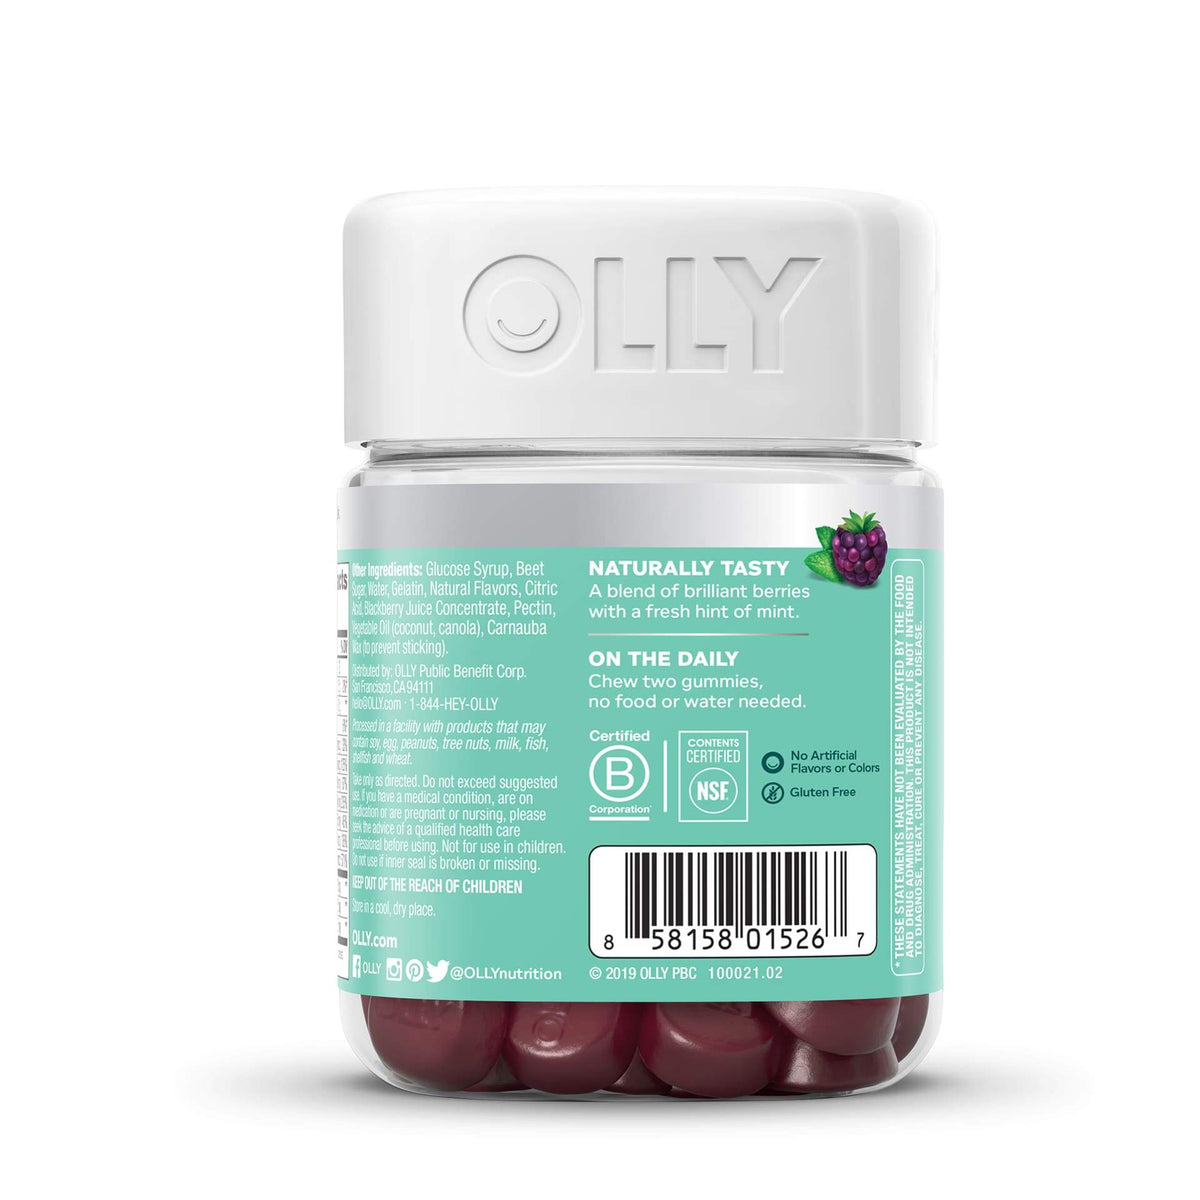 OLLY
acts
%DV
Other Ingredients: Glucose Syrup, Beet
Sugar, Water, Gelatin, Natural Flavors, Citric
Acid, Blackberry Juice Concentrate, Pectin,
Vegetable Oil (coconut, canola), Carnauba
Wax (to prevent sticking).
Distributed by: OLLY Public Benefit Corp.
San Francisco, CA 94111
hello@OLLY.com · 1-844-HEY-OLLY
Processed in a facility with products that may
contain soy, egg, peanuts, tree nuts, milk, fish,
shellfish and wheat.
Take only as directed. Do not exceed suggested
use. If you have a medical condition, are on
medication or are pregnant or nursing, please
seek the advice of a qualified health care
professional before using. Not for use in children.
Do not use if inner seal is broken or missing.
KEEP OUT OF THE REACH OF CHILDREN
Store in a cool, dry place.
OLLY.com
OLLY @OLLYnutrition
NATURALLY TASTY
A blend of brilliant berries
with a fresh hint of mint.
ON THE DAILY
Chew two gummies,
no food or water needed.
Certified
B
Corporation
CONTENTS
CERTIFIED
NSF
No Artificial
Flavors or Colors
Gluten Free
8 58158 01526 7
© 2019 OLLY PBC 100021.02
* THESE STATEMENTS HAVE NOT BEEN EVALUATED BY THE FOOD
AND DRUG ADMINISTRATION. THIS PRODUCT IS NOT INTENDED
TO DIAGNOSE, TREAT, CURE OR PREVENT ANY DISEASE.
OLLY